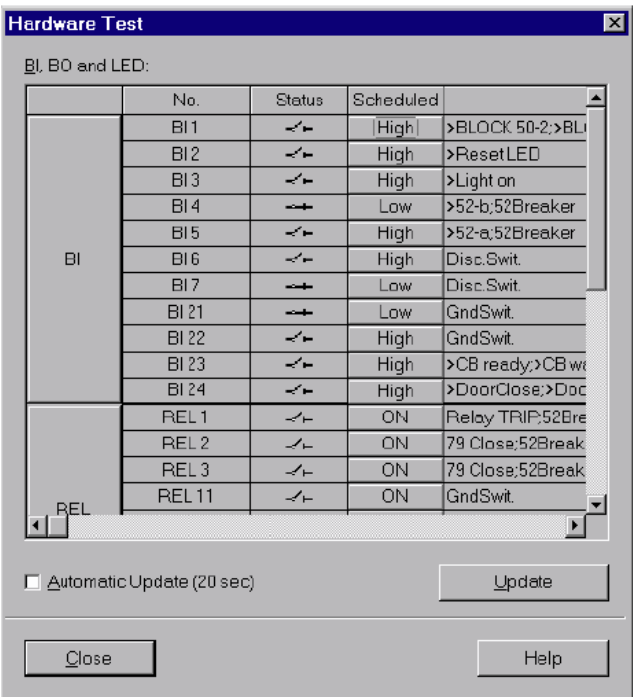 Hardware Test
BI, BO and LED:
No. Status Scheduled
BI 1 High >BLOCK 50-2;>BL
BI 2 High >Reset LED
BI 3 High >Light on
BI 4 Low >52-b;52Breaker
BI 5 High >52-a;52Breaker
BI BI 6 High Disc.Swit.
BI 7 Low Disc.Swit.
BI 21 Low GndSwit.
BI 22 High GndSwit.
BI 23 High >CB ready;>CB wa
BI 24 High >DoorClose;>Doo
REL 1 ON Relay TRIP;52Bre
REL 2 ON 79 Close;52Break
REL 3 ON 79 Close;52Break
REL REL 11 ON GndSwit.
Automatic Update (20 sec) Update
Close Help